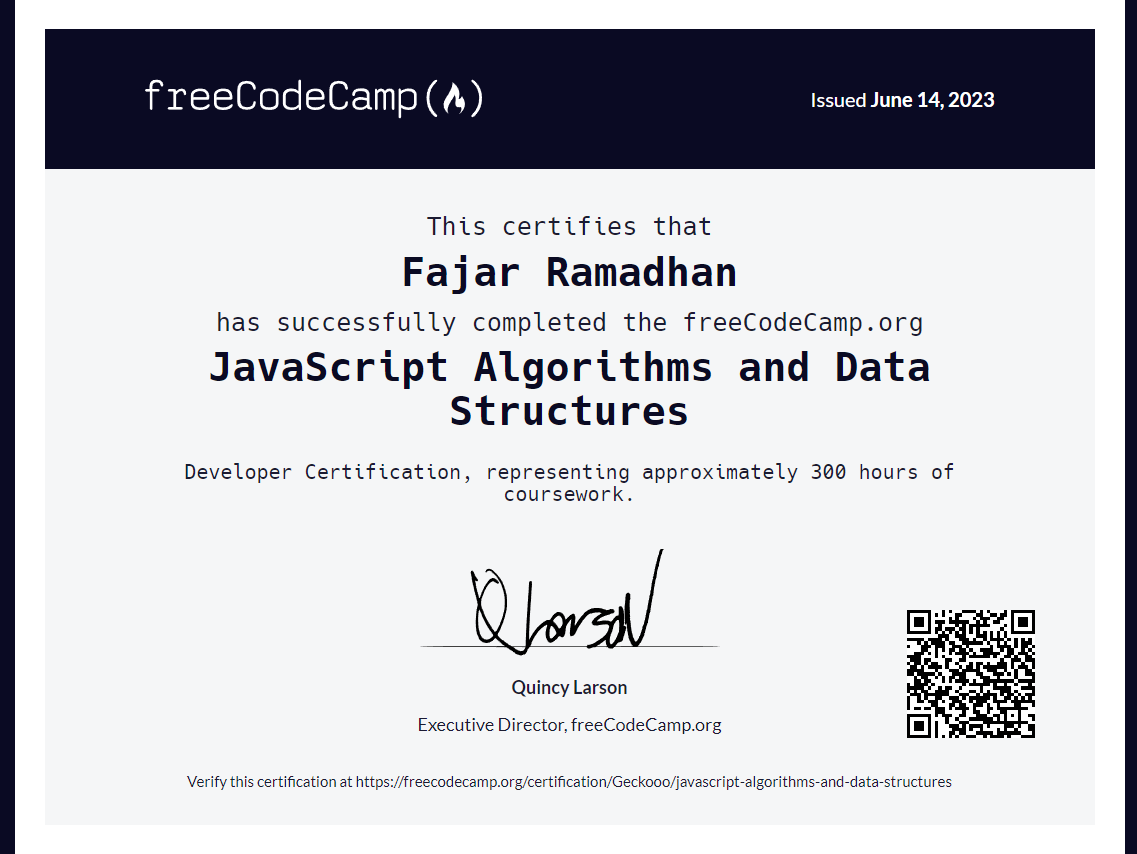 freeCodeCamp(🔥)
Issued June 14, 2023
This certifies that
Fajar Ramadhan
has successfully completed the freeCodeCamp.org
JavaScript Algorithms and Data
Structures
Developer Certification, representing approximately 300 hours of
coursework.
Q Larson
Quincy Larson
Executive Director, freeCodeCamp.org
Verify this certification at https://freecodecamp.org/certification/Geckooo/javascript-algorithms-and-data-structures